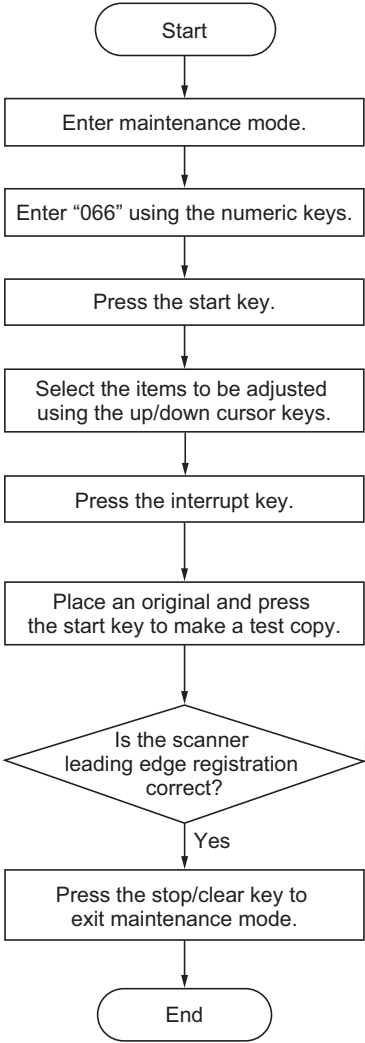 Start
Enter maintenance mode.
Enter “066” using the numeric keys.
Press the start key.
Select the items to be adjusted
using the up/down cursor keys.
Press the interrupt key.
Place an original and press
the start key to make a test copy.
Is the scanner
leading edge registration
correct?
Yes
Press the stop/clear key to
exit maintenance mode.
End